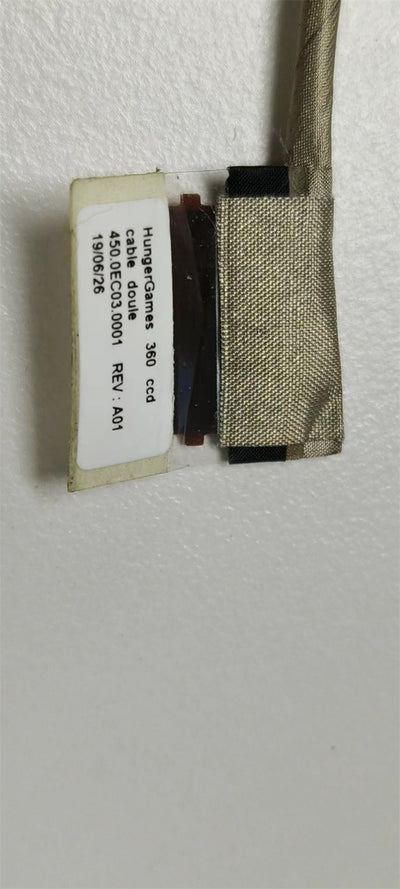 HungerGames 360 ccd
cable doule
450.0EC03.0001 REV : A01
19/06/26